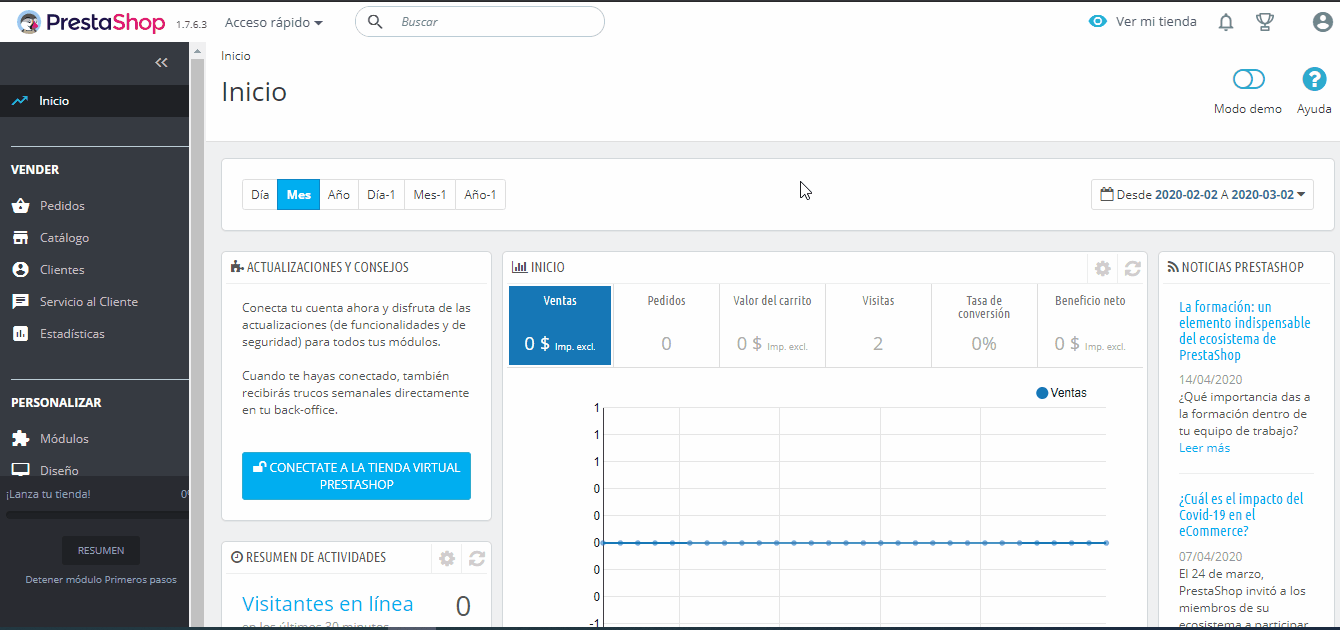 PrestaShop 1.7.6.3 Acceso rápido Buscar Ver mi tienda
Inicio
VENDER
Pedidos
Catálogo
Clientes
Servicio al Cliente
Estadísticas
PERSONALIZAR
Módulos
Diseño
¡Lanza tu tienda! 0%
RESUMEN
Detener módulo Primeros pasos
Inicio
Inicio
Modo demo Ayuda
Día Mes Año Día-1 Mes-1 Año-1
Desde 2020-02-02 A 2020-03-02
ACTUALIZACIONES Y CONSEJOS
Conecta tu cuenta ahora y disfruta de las
actualizaciones (de funcionalidades y de
seguridad) para todos tus módulos.
Cuando te hayas conectado, también
recibirás trucos semanales directamente
en tu back-office.
CONECTATE A LA TIENDA VIRTUAL
PRESTASHOP
RESUMEN DE ACTIVIDADES
Visitantes en línea 0
en los últimos 30 minutos
INICIO
Ventas
0 $ Imp. excl.
Pedidos
0
Valor del carrito
0 $ Imp. excl.
Visitas
2
Tasa de
conversión
0%
Beneficio neto
0 $ Imp. excl.
Ventas
1
1
1
0
0
0
0
0
-1
NOTICIAS PRESTASHOP
La formación: un
elemento indispensable
del ecosistema de
PrestaShop
14/04/2020
¿Qué importancia das a
la formación dentro de
tu equipo de trabajo?
Leer más
¿Cuál es el impacto del
Covid-19 en el
eCommerce?
07/04/2020
El 24 de marzo,
PrestaShop invitó a los
miembros de su
ecosistema a participar